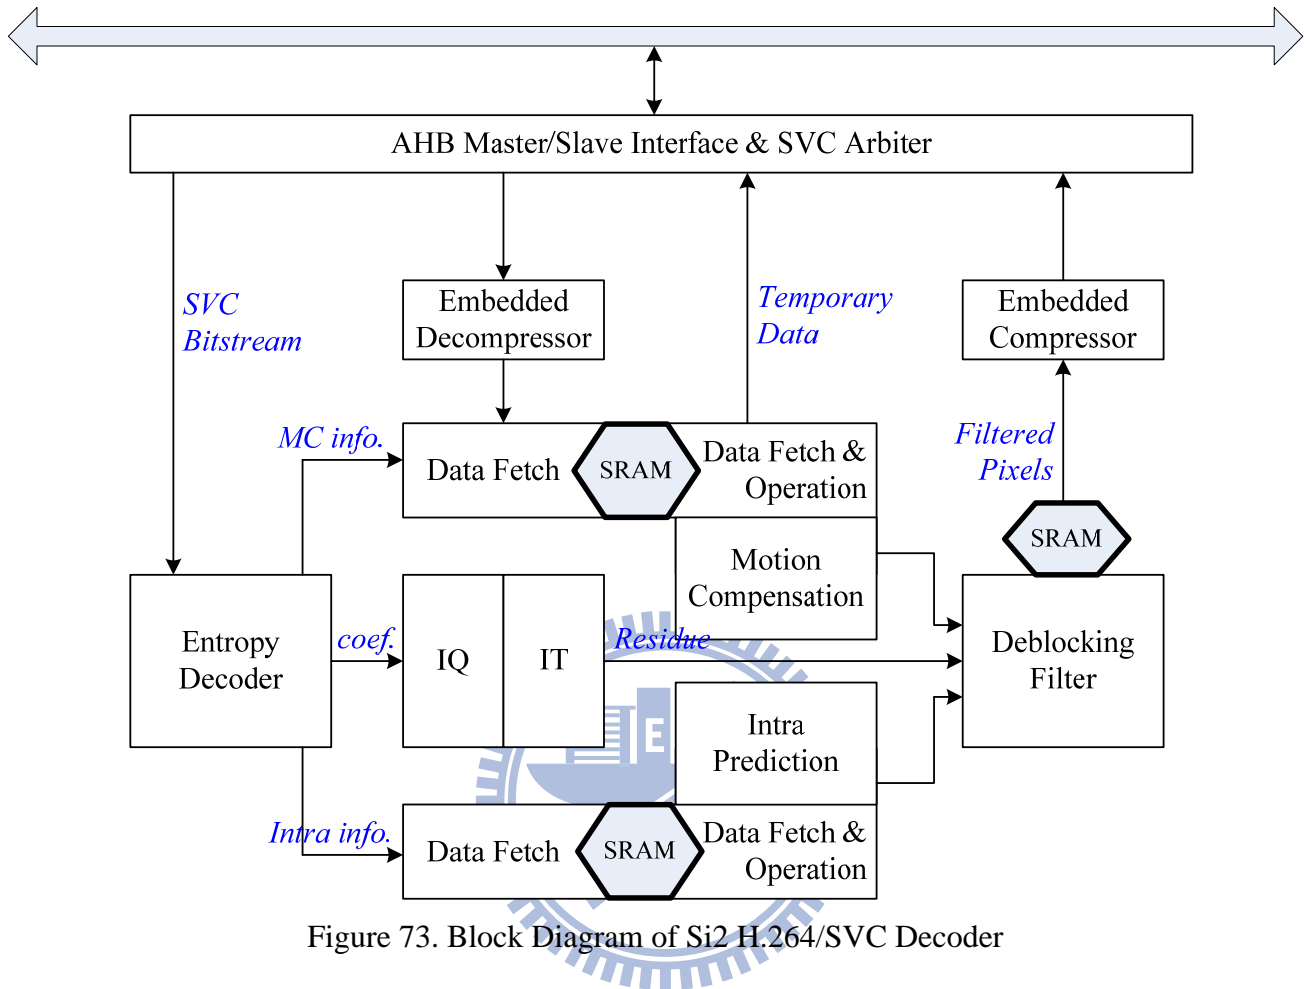 AHB Master/Slave Interface & SVC Arbiter
SVC
Bitstream
Embedded
Decompressor
Temporary
Data
Embedded
Compressor
MC info.
Data Fetch
SRAM
Data Fetch &
Operation
Filtered
Pixels
SRAM
Motion
Compensation
Entropy
Decoder
coef.
IQ
IT
Residue
Deblocking
Filter
Intra
Prediction
Intra info.
Data Fetch
SRAM
Data Fetch &
Operation
E
Figure 73. Block Diagram of Si2 H.264/SVC Decoder